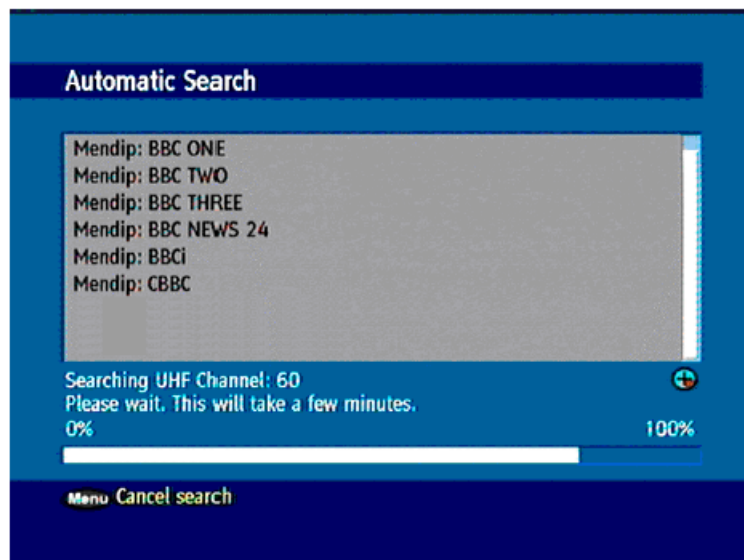 Automatic Search
Mendip: BBC ONE
Mendip: BBC TWO
Mendip: BBC THREE
Mendip: BBC NEWS 24
Mendip: BBCi
Mendip: CBBC
Searching UHF Channel: 60
Please wait. This will take a few minutes.
0% 100%
Menu Cancel search